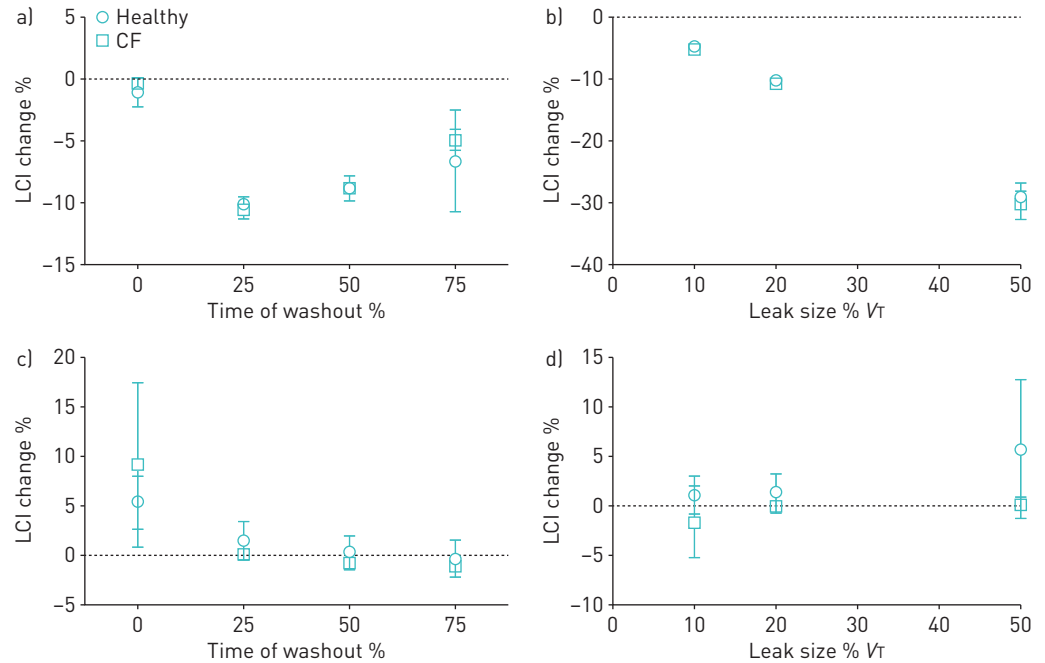 a)
Healthy
CF
5
0
–5
–10
–15
LCI change %
0 25 50 75
Time of washout %
b)
0
–10
–20
–30
–40
LCI change %
0 10 20 30 40 50
Leak size % VT
c)
20
15
10
5
0
–5
LCI change %
0 25 50 75
Time of washout %
d)
15
10
5
0
–5
–10
LCI change %
0 10 20 30 40 50
Leak size % VT